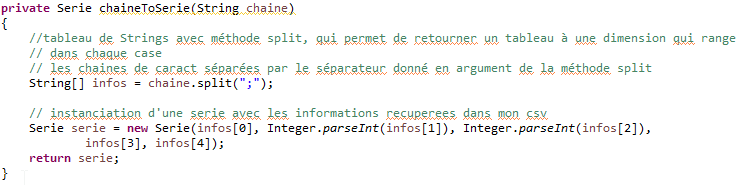 private Serie chaineToSerie(String chaine)
{
//tableau de Strings avec méthode split, qui permet de retourner un tableau à une dimension qui range
// dans chaque case
// les chaines de caract séparées par le séparateur donné en argument de la méthode split
String[] infos = chaine.split(";");
// instanciation d'une serie avec les informations recuperees dans mon csv
Serie serie = new Serie(infos[0], Integer.parseInt(infos[1]), Integer.parseInt(infos[2]),
infos[3], infos[4]);
return serie;
}